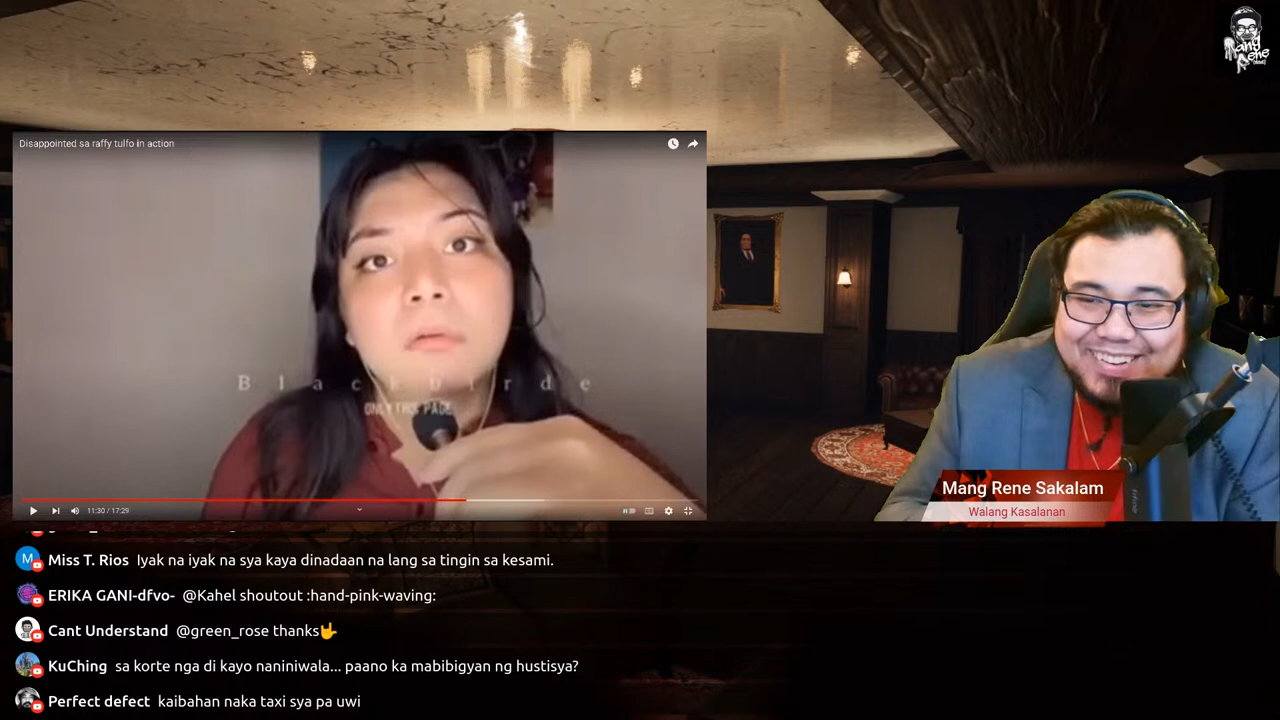 Mang Rene
Disappointed sa raffy tulfo in action
Blackbirde
ONLY THIS PAGE
11:30 / 17:29
Mang Rene Sakalam
Walang Kasalanan
Miss T. Rios Iyak na iyak na sya kaya dinadaan na lang sa tingin sa kesami.
ERIKA GANI-dfvo- @Kahel shoutout :hand-pink-waving:
Cant Understand @green_rose thanks🤟
KuChing sa korte nga di kayo naniniwala... paano ka mabibigyan ng hustisya?
Perfect defect kaibahan naka taxi sya pa uwi